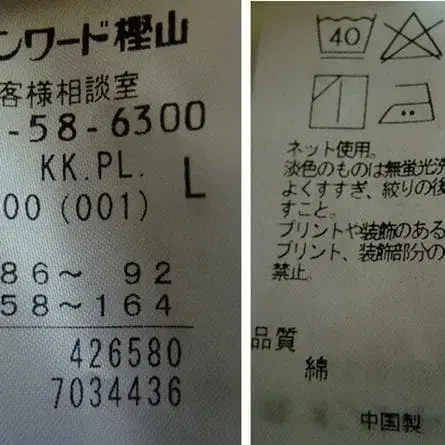 ンワード樫山
客様相談室
-58-6300
KK.PL.
L
00 (001)
86～ 92
58～164
426580
7034436
40
ネット使用。
淡色のものは無蛍光洗
よくすすぎ、絞りの後
すこと。
プリントや装飾のある
プリント、装飾部分の
禁止。
品質
綿
中国製